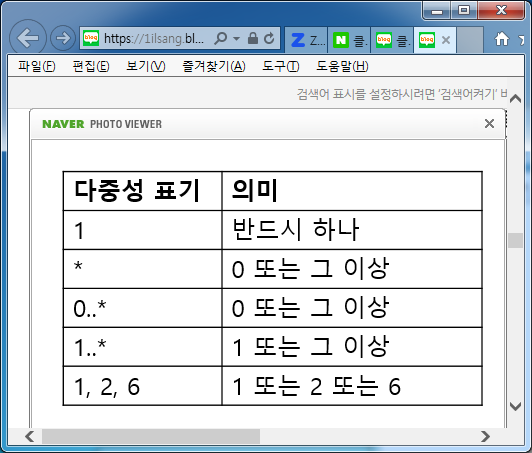 https://1ilsang.bl...
Z...
클...
클...
파일(F) 편집(E) 보기(V) 즐겨찾기(A) 도구(T) 도움말(H)
검색어 표시를 설정하시려면 '검색어켜기' 버
NAVER PHOTO VIEWER
다중성 표기 의미
1 반드시 하나
* 0 또는 그 이상
0..* 0 또는 그 이상
1..* 1 또는 그 이상
1, 2, 6 1 또는 2 또는 6